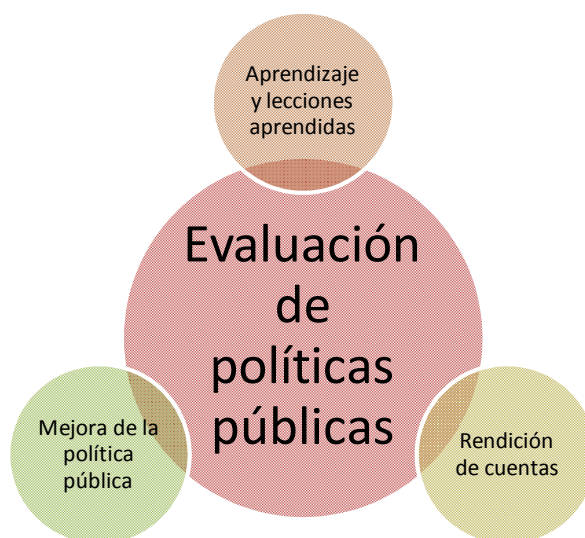 Aprendizaje
y lecciones
aprendidas
Evaluación
de
políticas
públicas
Mejora de la
política
pública
Rendición
de cuentas